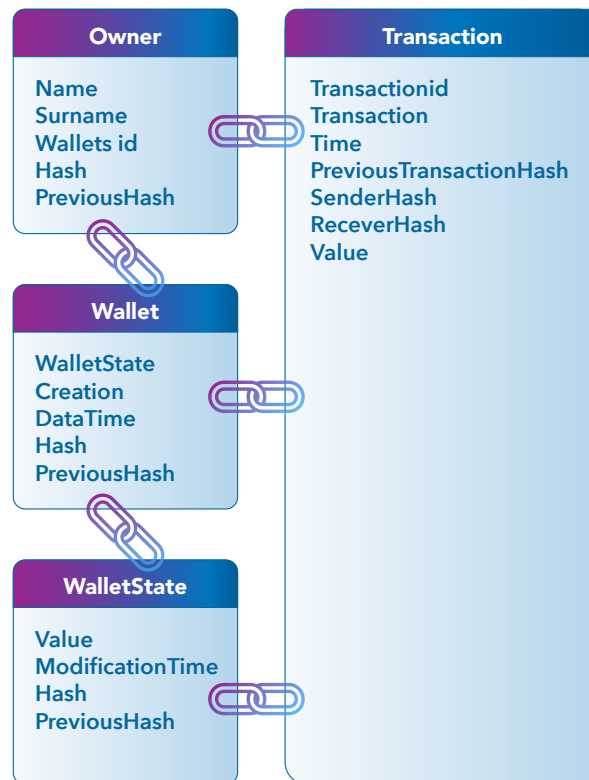 Owner
Name
Surname
Wallets id
Hash
PreviousHash
Transaction
Transactionid
Transaction
Time
PreviousTransactionHash
SenderHash
ReceverHash
Value
Wallet
WalletState
Creation
DataTime
Hash
PreviousHash
WalletState
Value
ModificationTime
Hash
PreviousHash